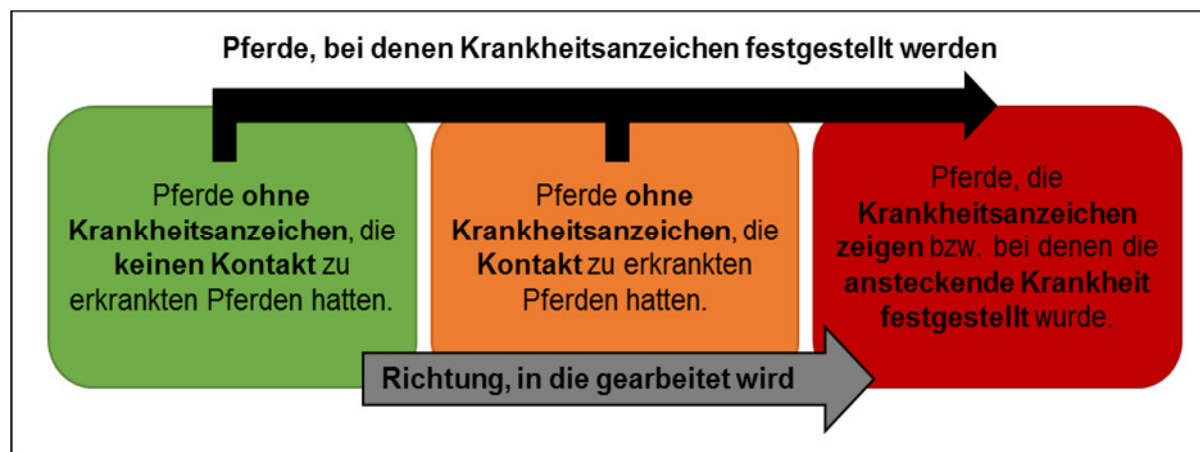 Pferde, bei denen Krankheitsanzeichen festgestellt werden
Pferde ohne
Krankheitsanzeichen, die
keinen Kontakt zu
erkrankten Pferden hatten.
Pferde ohne
Krankheitsanzeichen, die
Kontakt zu erkrankten
Pferden hatten.
Pferde, die
Krankheitsanzeichen
zeigen bzw. bei denen die
ansteckende Krankheit
festgestellt wurde.
Richtung, in die gearbeitet wird